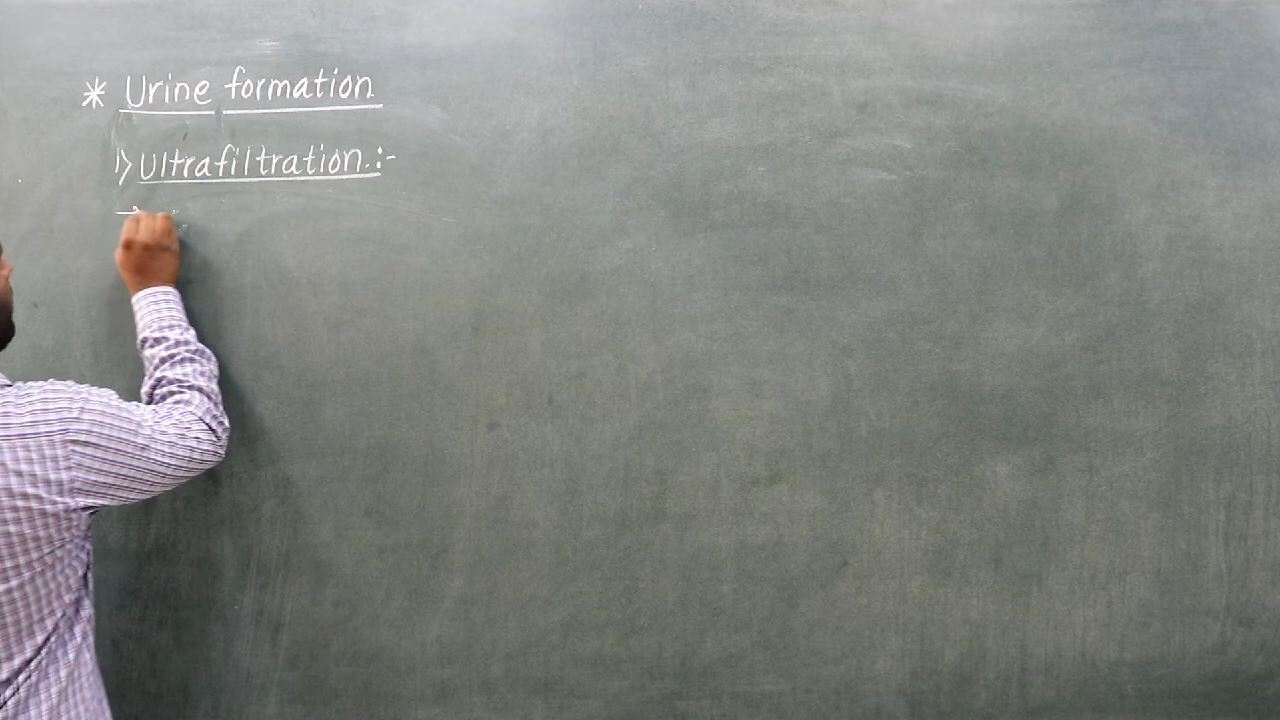 * Urine formation
1) Ultrafiltration :-
→